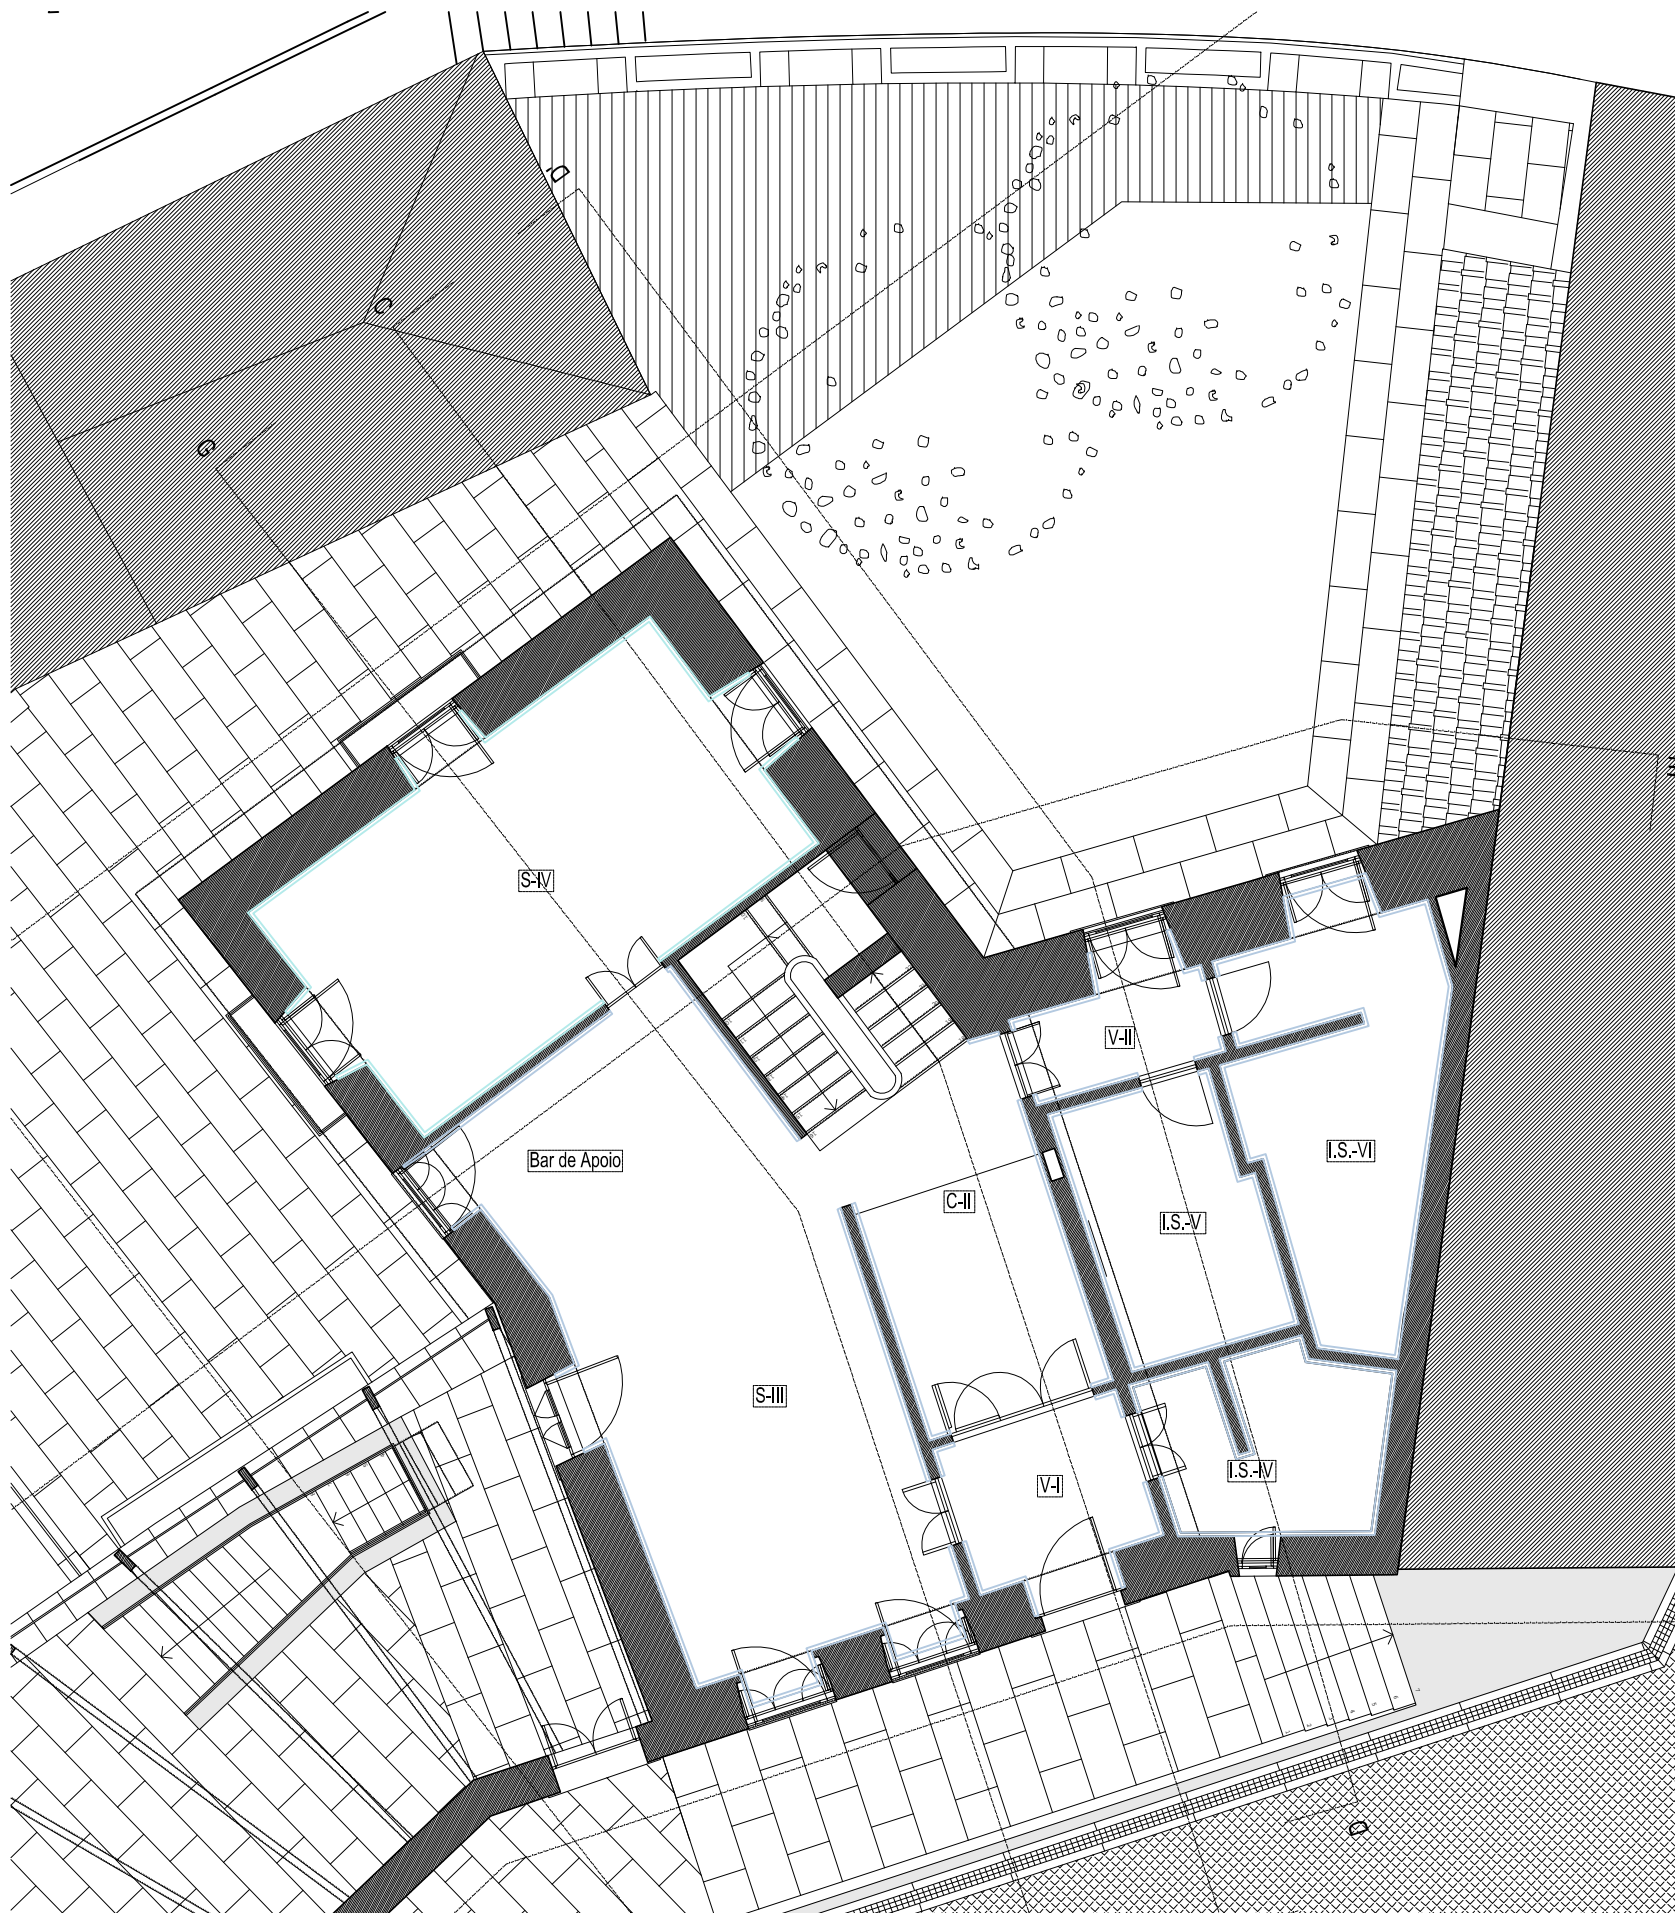 D
C
G
S-IV
V-II
Bar de Apoio
I.S.-VI
C-II
I.S.-V
S-III
I.S.-IV
V-I
D